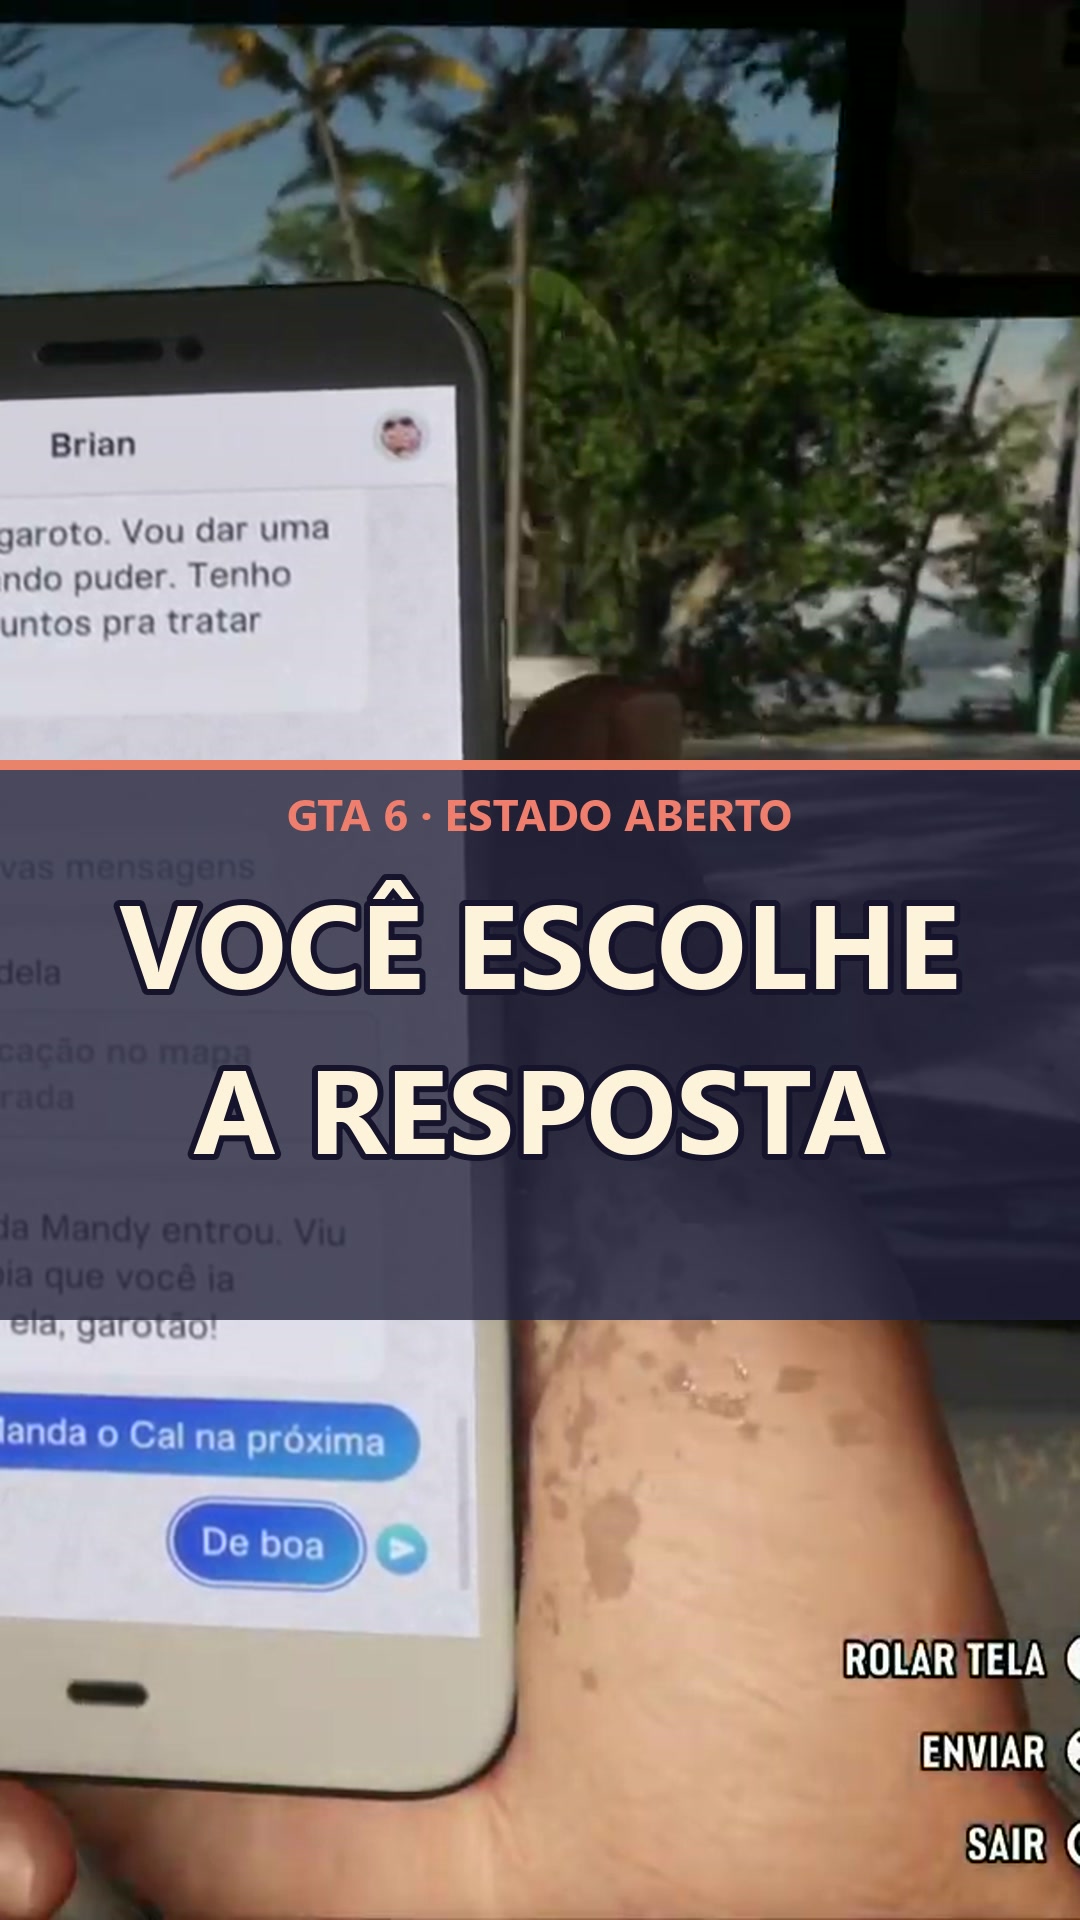 Brian
garoto. Vou dar uma
ndo puder. Tenho
untos pra tratar
GTA 6 · ESTADO ABERTO
vas mensagens
VOCÊ ESCOLHE
dela
cação no mapa
A RESPOSTA
rada
da Mandy entrou. Viu
bia que você ia
ela, garotão!
Manda o Cal na próxima
De boa
ROLAR TELA
ENVIAR
SAIR